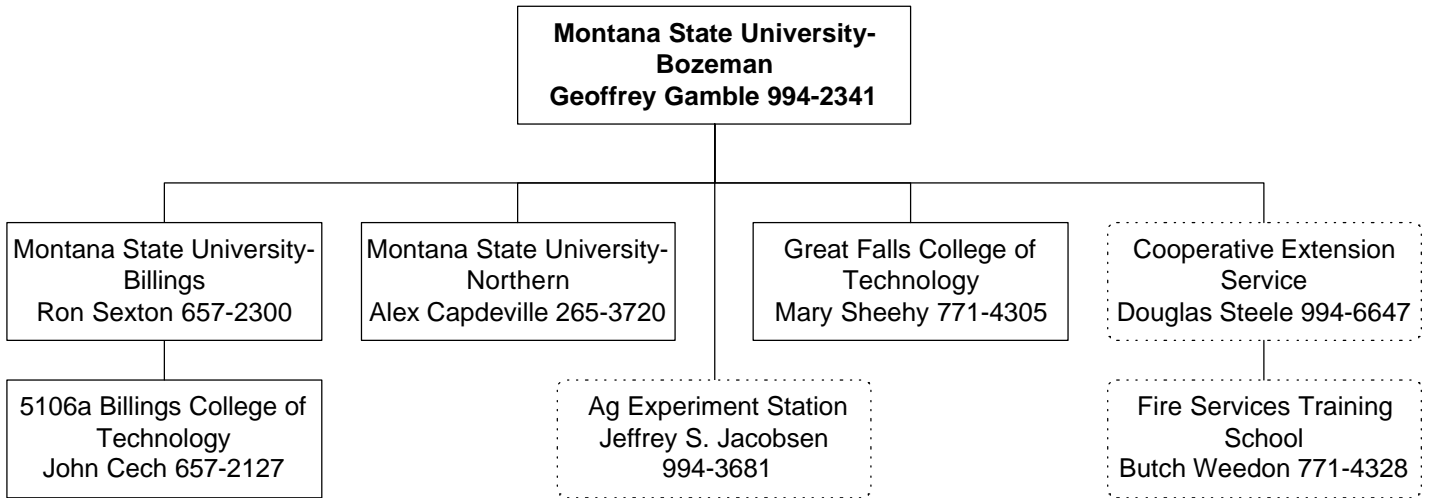 Montana State University-
Bozeman
Geoffrey Gamble 994-2341
Montana State University-
Billings
Ron Sexton 657-2300
Montana State University-
Northern
Alex Capdeville 265-3720
Great Falls College of
Technology
Mary Sheehy 771-4305
Cooperative Extension
Service
Douglas Steele 994-6647
5106a Billings College of
Technology
John Cech 657-2127
Ag Experiment Station
Jeffrey S. Jacobsen
994-3681
Fire Services Training
School
Butch Weedon 771-4328